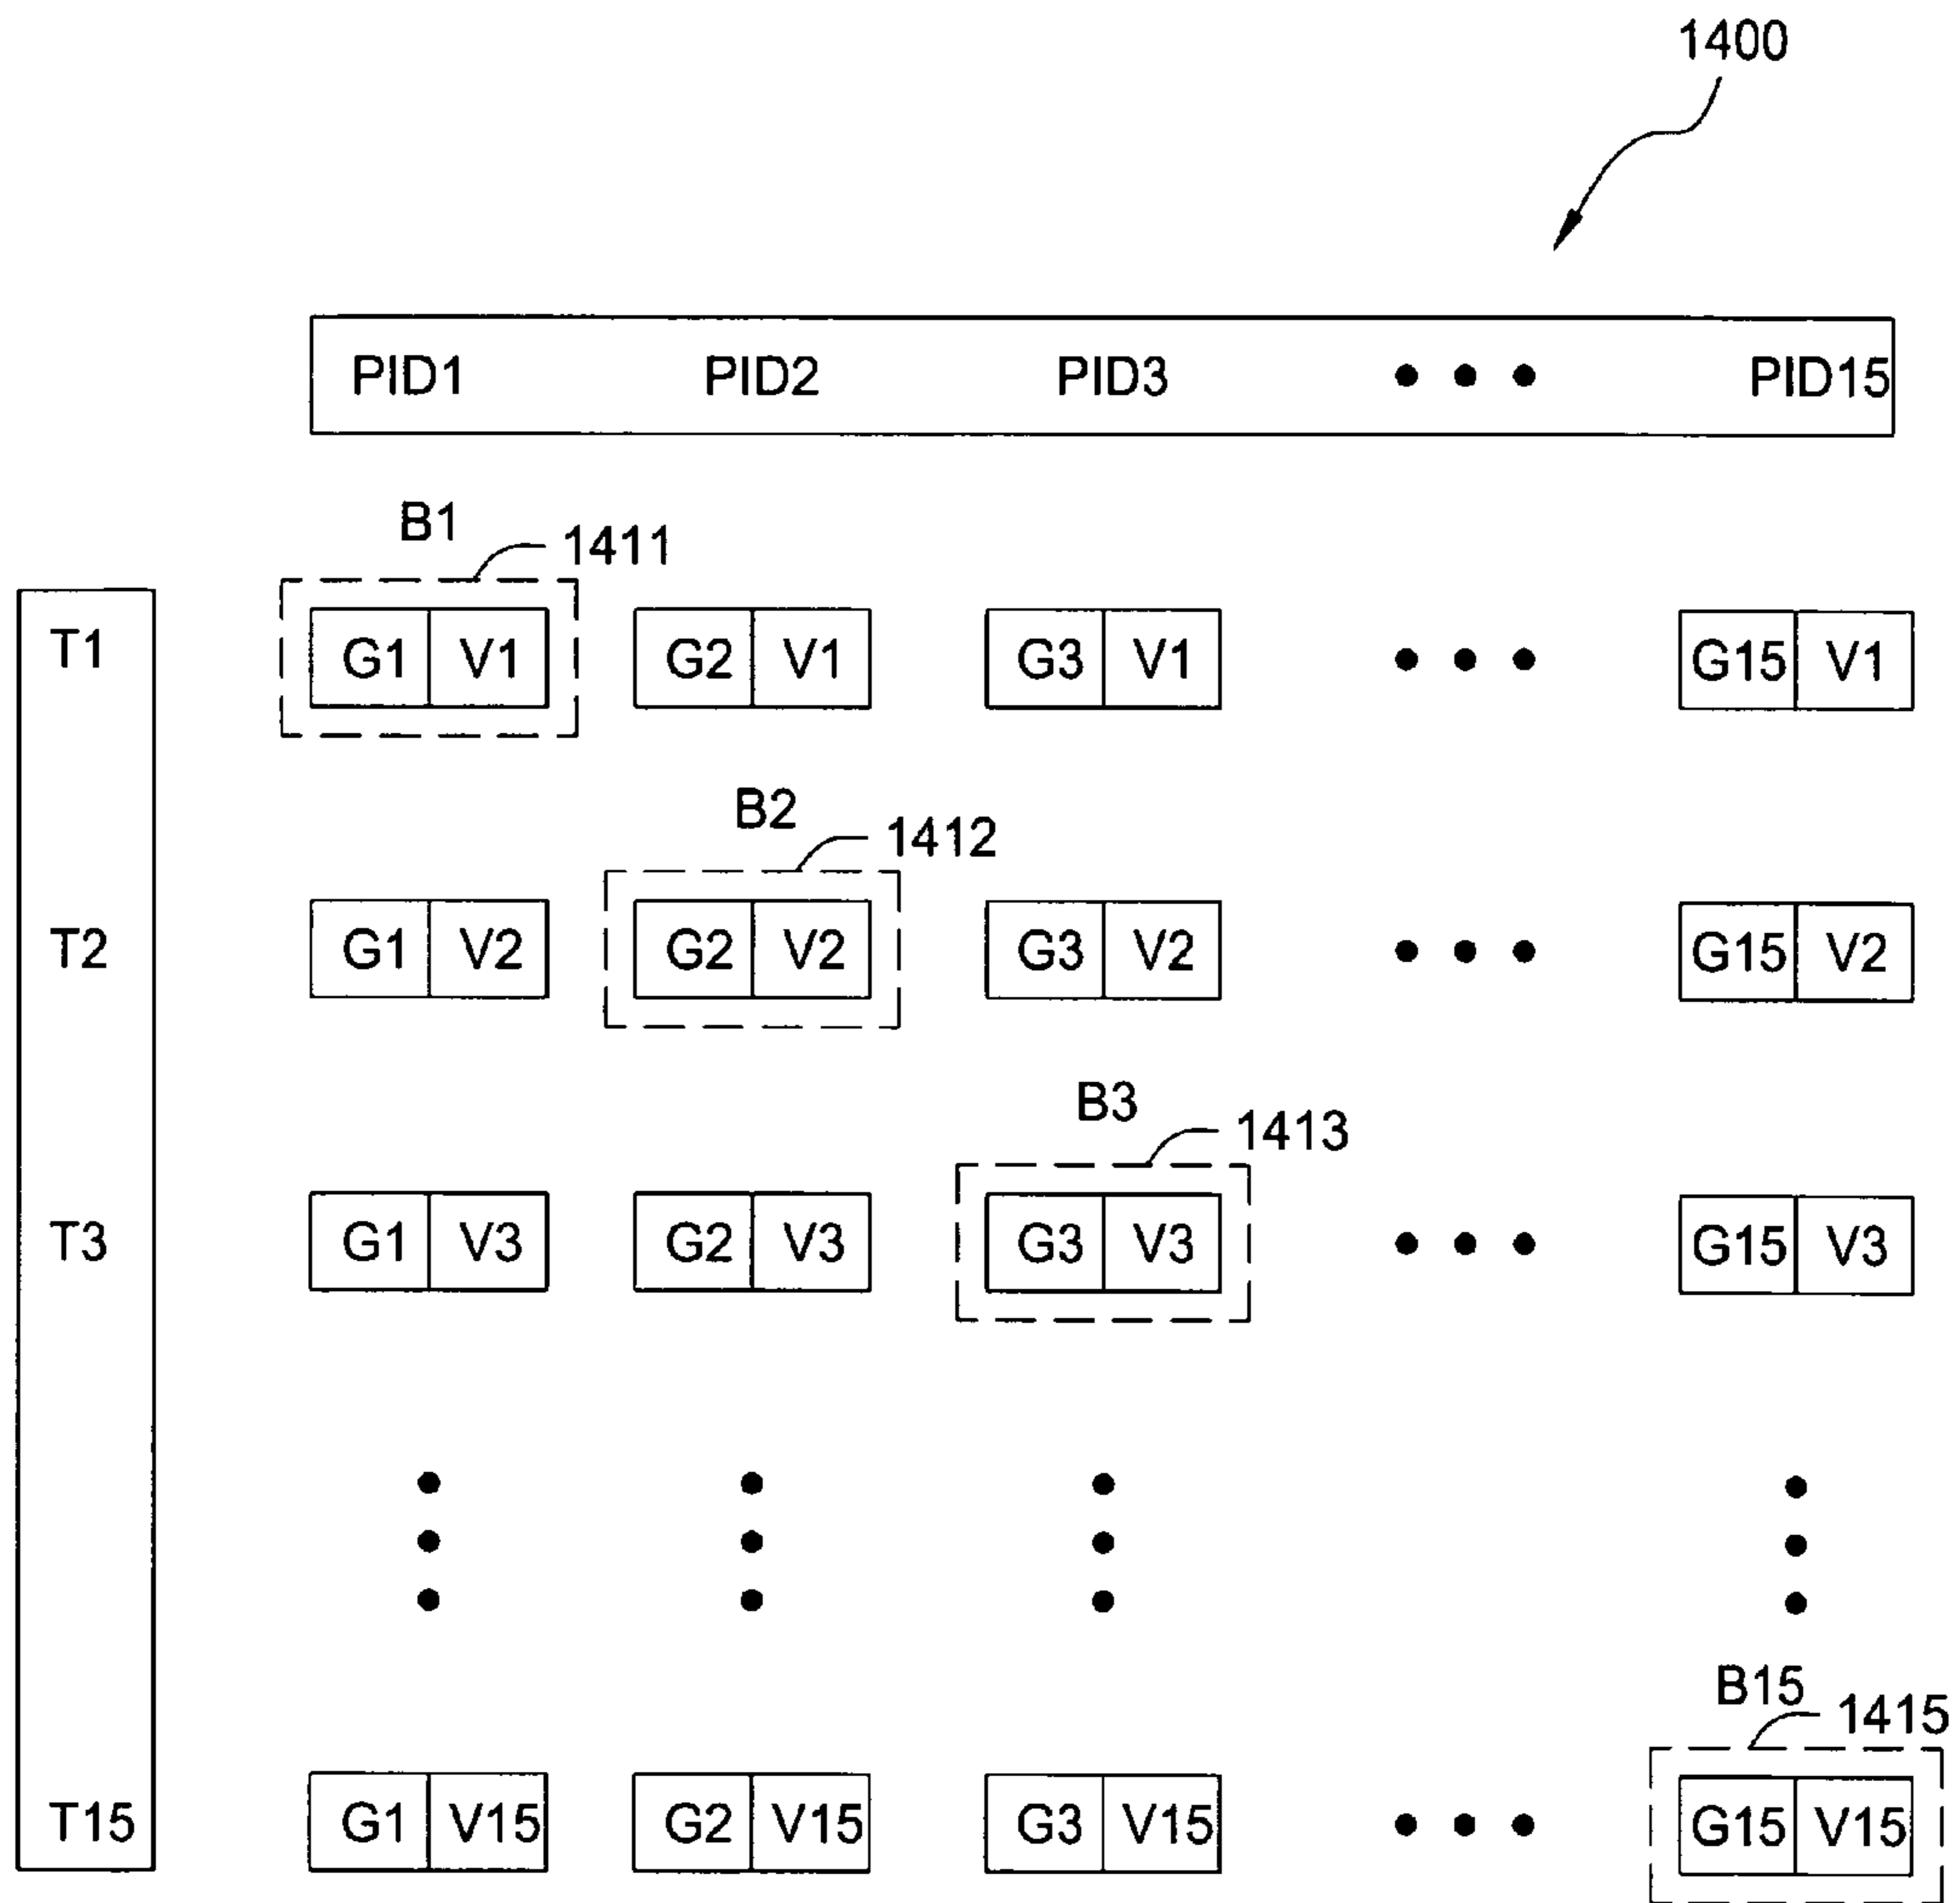 1400
PID1 PID2 PID3 • • • PID15
B1
1411
T1 G1 V1 G2 V1 G3 V1 • • • G15 V1
B2
1412
T2 G1 V2 G2 V2 G3 V2 • • • G15 V2
B3
1413
T3 G1 V3 G2 V3 G3 V3 • • • G15 V3
B15
1415
T15 G1 V15 G2 V15 G3 V15 • • • G15 V15